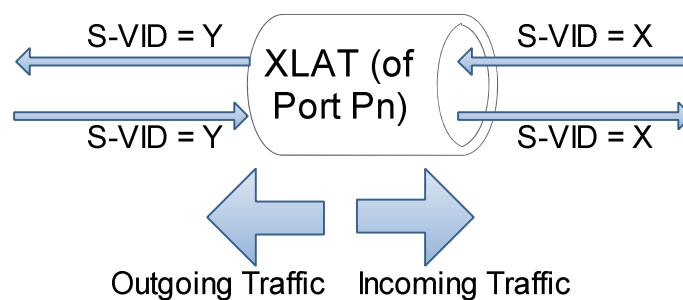 S-VID = Y
XLAT (of
Port Pn)
S-VID = X
S-VID = Y
S-VID = X
Outgoing Traffic
Incoming Traffic